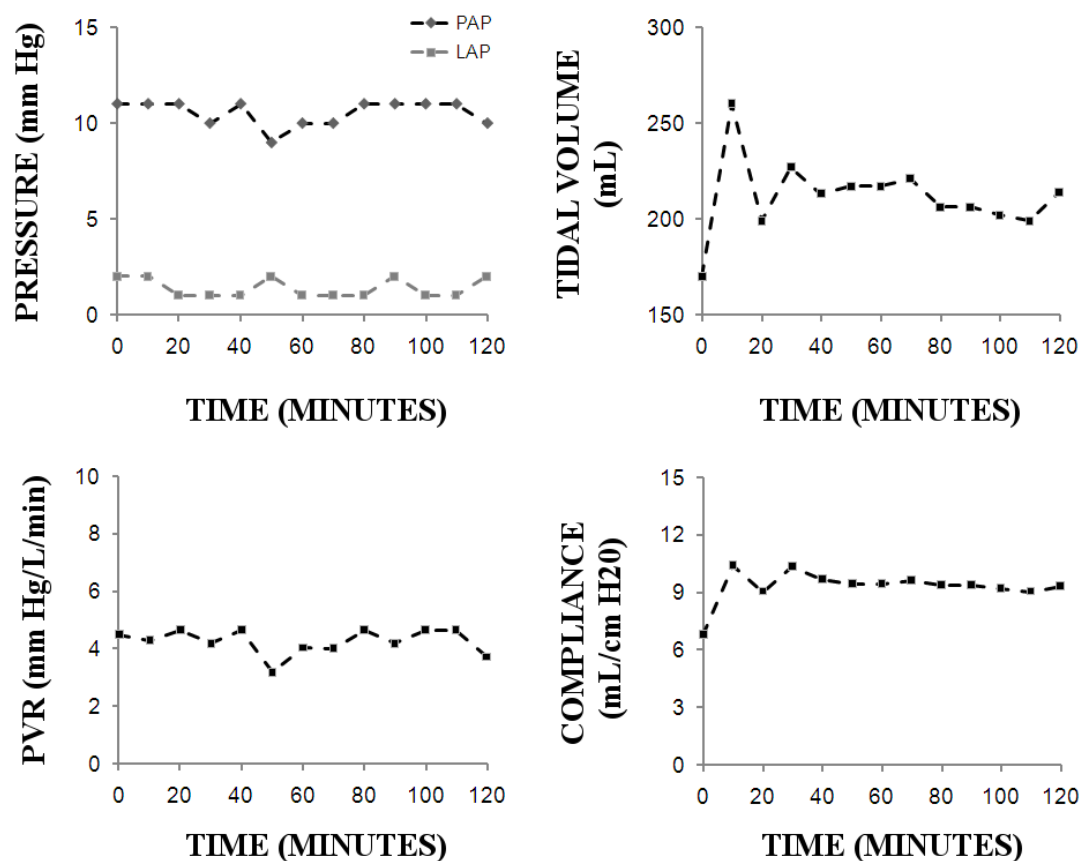 PRESSURE (mm Hg)
15
10
5
0
PAP
LAP
0 20 40 60 80 100 120
TIME (MINUTES)
TIDAL VOLUME
(mL)
300
250
200
150
0 20 40 60 80 100 120
TIME (MINUTES)
PVR (mm Hg/L/min)
10
8
6
4
2
0
0 20 40 60 80 100 120
TIME (MINUTES)
COMPLIANCE
(mL/cm H20)
15
12
9
6
3
0
0 20 40 60 80 100 120
TIME (MINUTES)